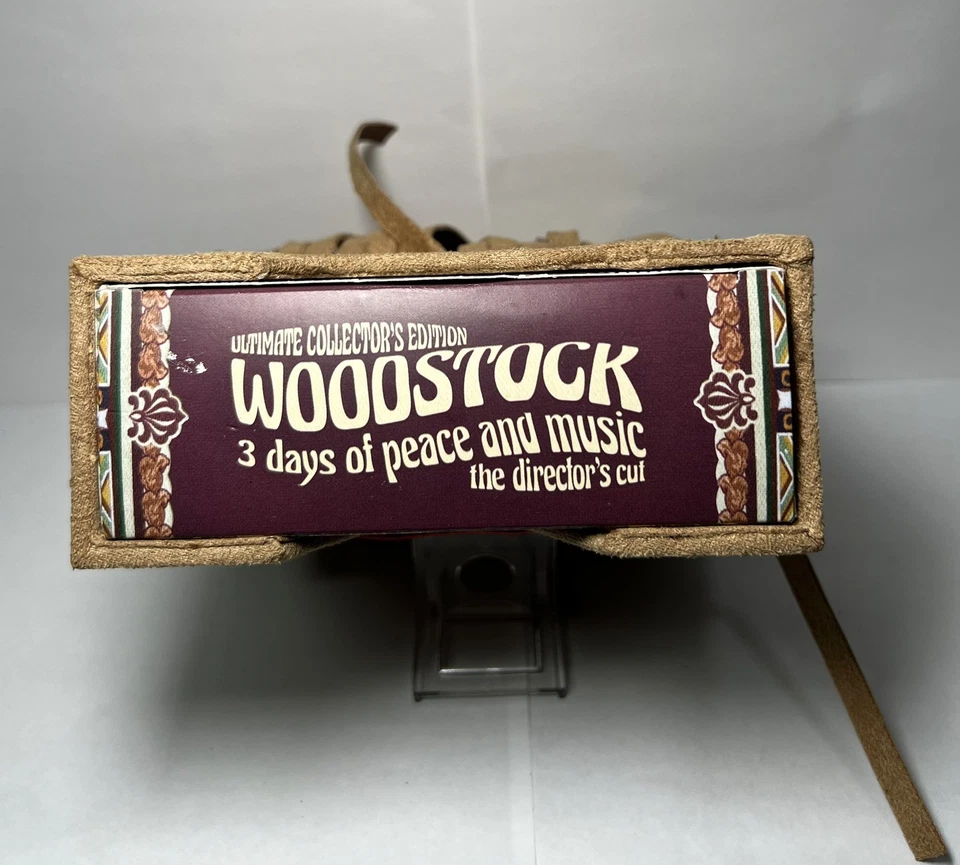 ULTIMATE COLLECTOR'S EDITION
WOODSTOCK
3 days of peace and music
the director's cut